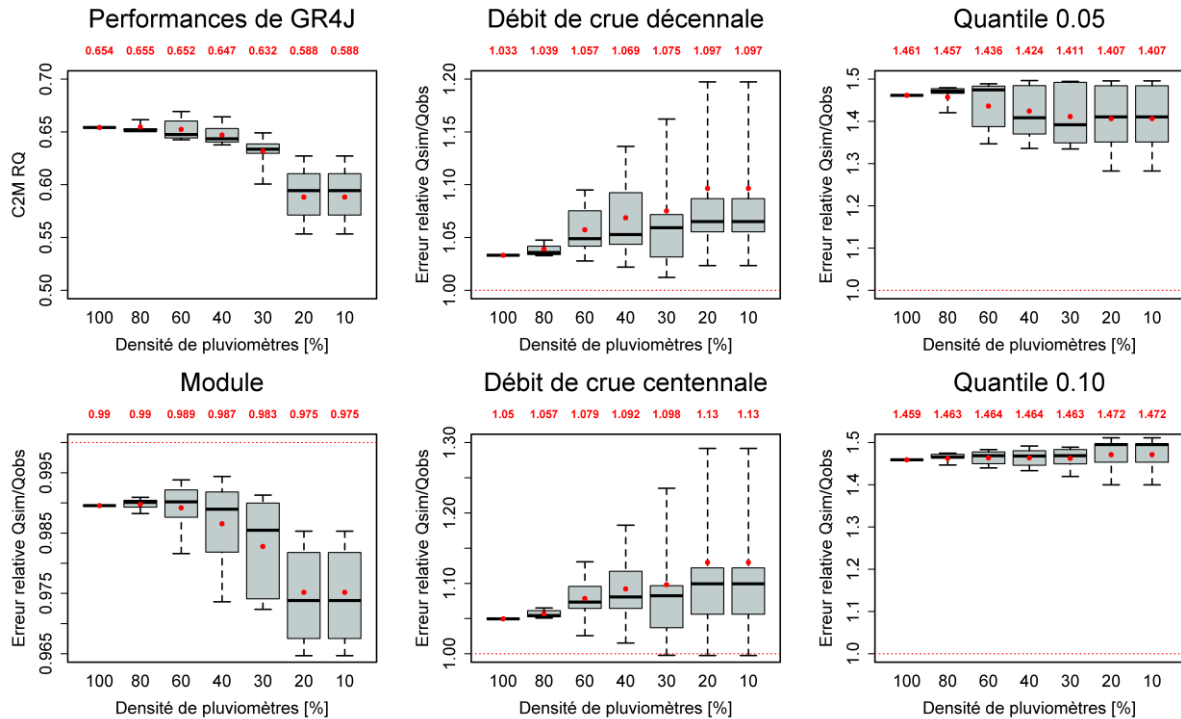 Performances de GR4J
0.654 0.655 0.652 0.647 0.632 0.588 0.588
C2M RQ
0.70
0.65
0.60
0.55
0.50
100 80 60 40 30 20 10
Densité de pluviomètres [%]
Débit de crue décennale
1.033 1.039 1.057 1.069 1.075 1.097 1.097
Erreur relative Qsim/Qobs
1.20
1.15
1.10
1.05
1.00
100 80 60 40 30 20 10
Densité de pluviomètres [%]
Quantile 0.05
1.461 1.457 1.436 1.424 1.411 1.407 1.407
Erreur relative Qsim/Qobs
1.5
1.4
1.3
1.2
1.1
1.0
100 80 60 40 30 20 10
Densité de pluviomètres [%]
Module
0.99 0.99 0.989 0.987 0.983 0.975 0.975
Erreur relative Qsim/Qobs
0.995
0.985
0.975
0.965
100 80 60 40 30 20 10
Densité de pluviomètres [%]
Débit de crue centennale
1.05 1.057 1.079 1.092 1.098 1.13 1.13
Erreur relative Qsim/Qobs
1.30
1.20
1.10
1.00
100 80 60 40 30 20 10
Densité de pluviomètres [%]
Quantile 0.10
1.459 1.463 1.464 1.464 1.463 1.472 1.472
Erreur relative Qsim/Qobs
1.5
1.4
1.3
1.2
1.1
1.0
100 80 60 40 30 20 10
Densité de pluviomètres [%]